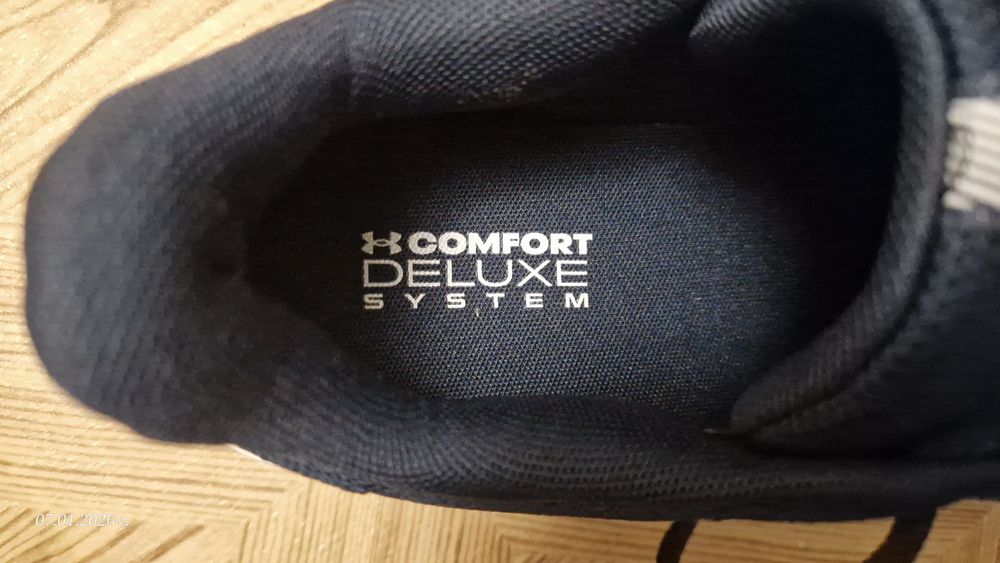 COMFORT
DELUXE
SYSTEM
07.01.2026 г.